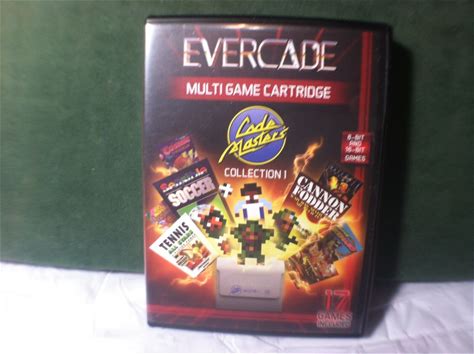 EVERCADE
MULTI GAME CARTRIDGE
Code
Masters
COLLECTION 1
8-BIT
AND
16-BIT
GAMES
SOCCER
CANNON
FODDER
TENNIS
17
GAMES
INCLUDED